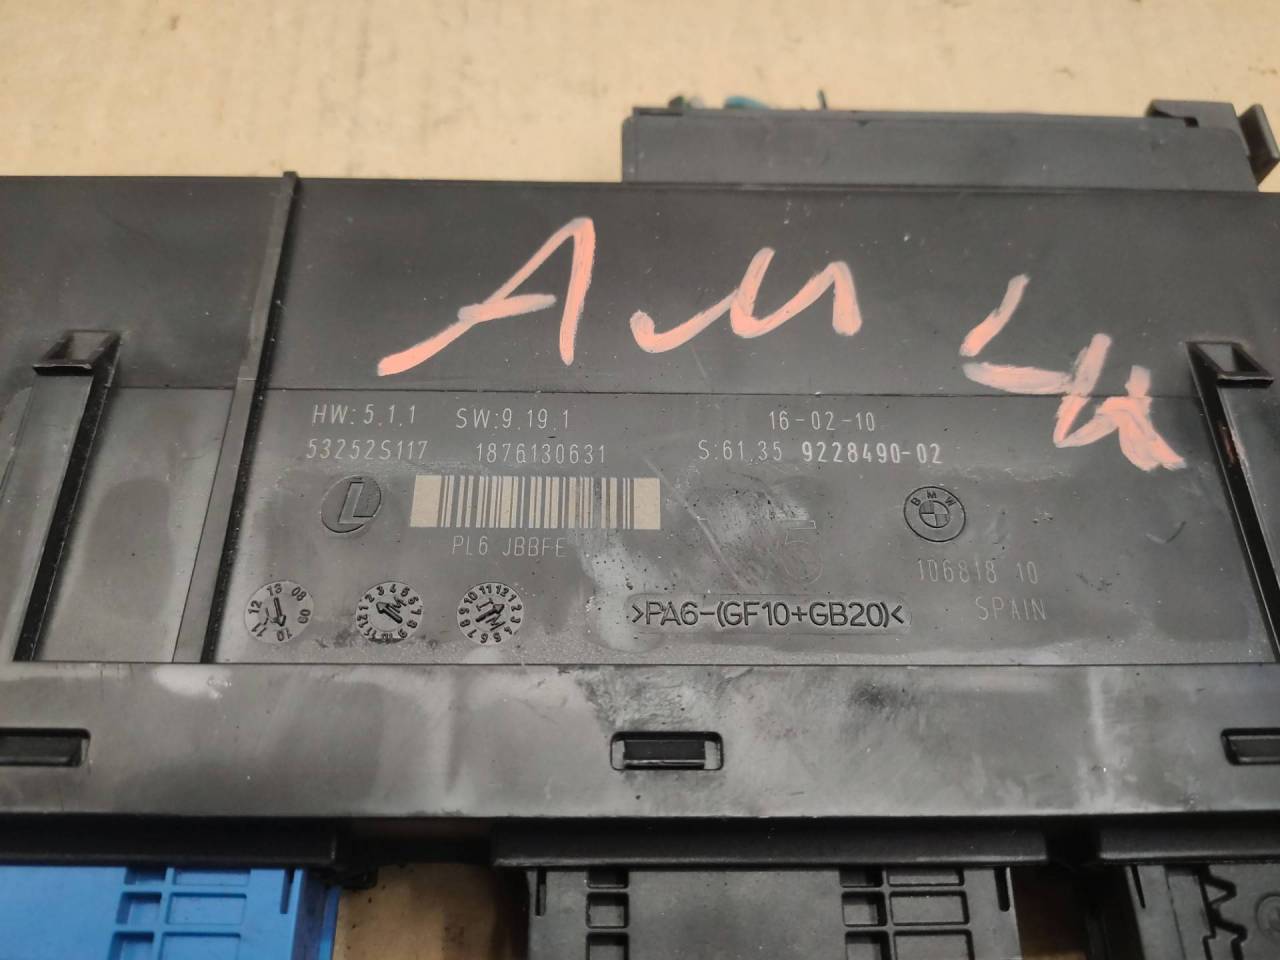 AM 4
HW:5.1.1 SW:9.19.1 16-02-10
53252S117 1876130631 S:61.35 9228490-02
L
BMW
PL6 JBBFE
106818 10
SPAIN
>PA6-(GF10+GB20)<